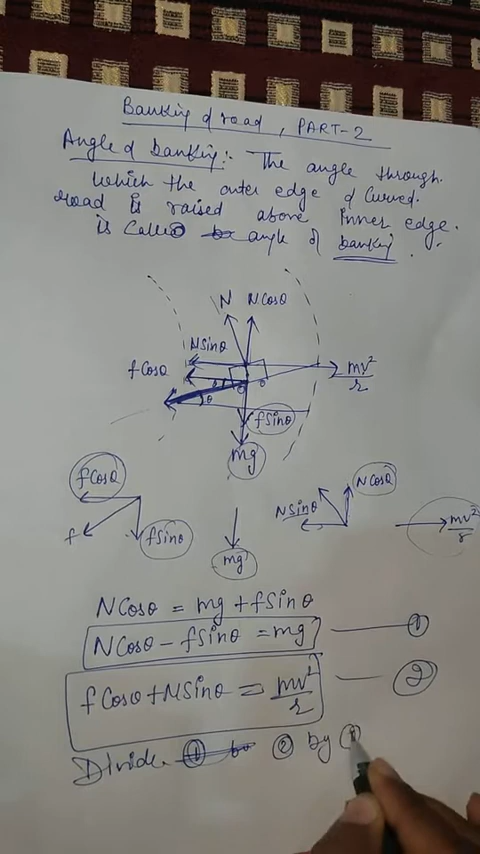 Banking of road, PART-2
Angle of banking:- The angle through
which the outer edge of curved
road is raised above inner edge.
is called angle of banking.
N NCosθ
NSinθ
fCosθ
mv²/r
θ
θ
fSinθ
mg
fCosθ
f
fSinθ
mg
NCosθ
NSinθ
mv²/r
NCosθ = mg + fSinθ
NCosθ - fSinθ = mg ①
fCosθ + NSinθ = mv²/r ②
Divide ① by ② by ①